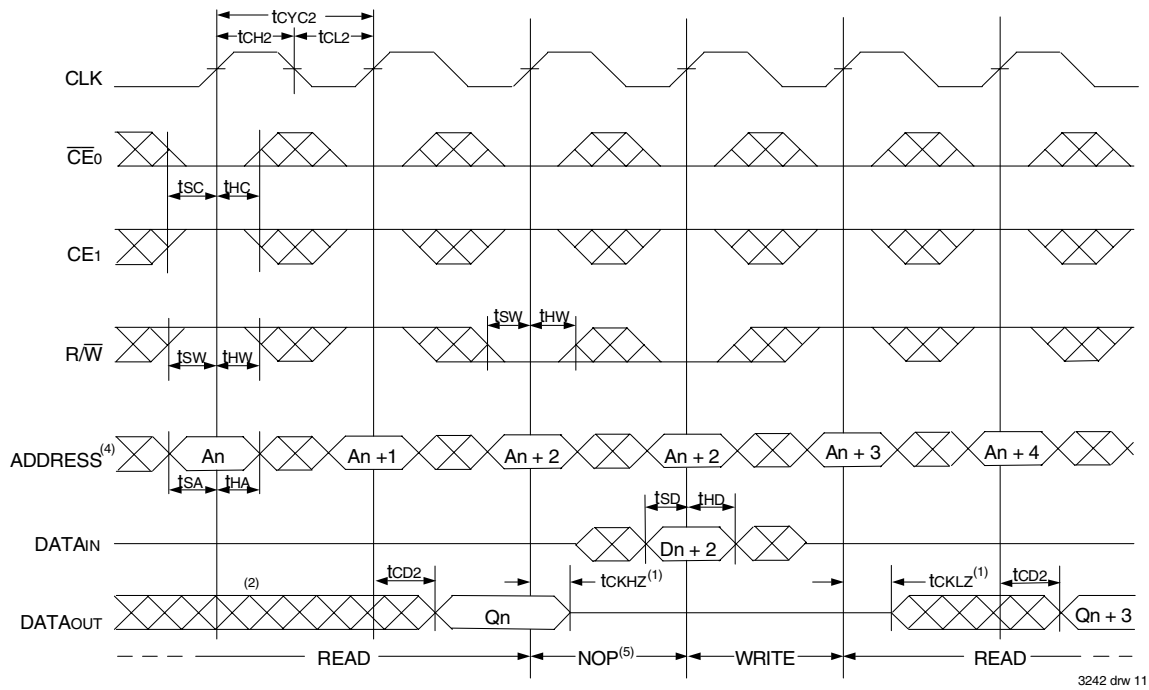 tCYC2
tCH2 tCL2
CLK
CE0
tSC tHC
CE1
tSW tHW
R/W
tSW tHW
ADDRESS(4) An An +1 An + 2 An + 2 An + 3 An + 4
tSA tHA
tSD tHD
DATAIN Dn + 2
(2) tCD2 tCKHZ(1) tCKLZ(1) tCD2
DATAOUT Qn Qn + 3
READ NOP(5) WRITE READ
3242 drw 11